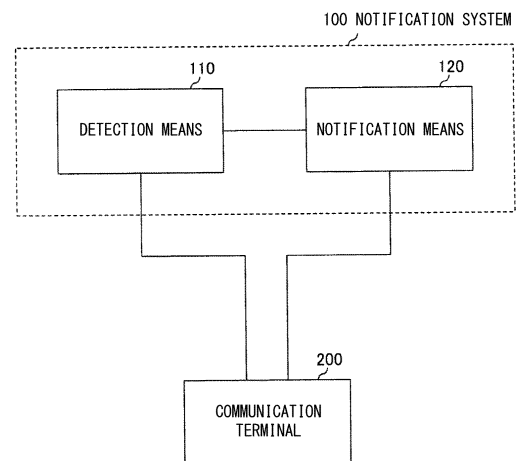 100 NOTIFICATION SYSTEM
110
120
DETECTION MEANS
NOTIFICATION MEANS
200
COMMUNICATION
TERMINAL